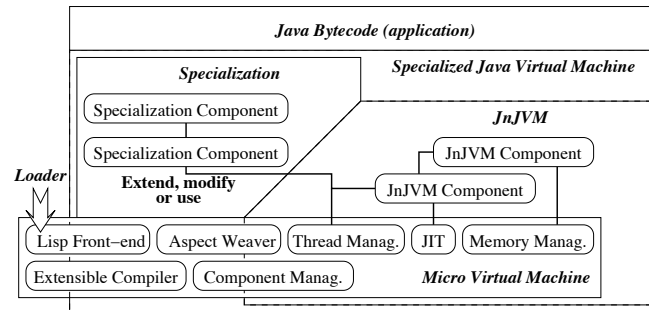 Java Bytecode (application)
Specialization
Specialized Java Virtual Machine
Specialization Component
JnJVM
Specialization Component
JnJVM Component
Loader
Extend, modify
or use
JnJVM Component
Lisp Front−end
Aspect Weaver
Thread Manag.
JIT
Memory Manag.
Extensible Compiler
Component Manag.
Micro Virtual Machine